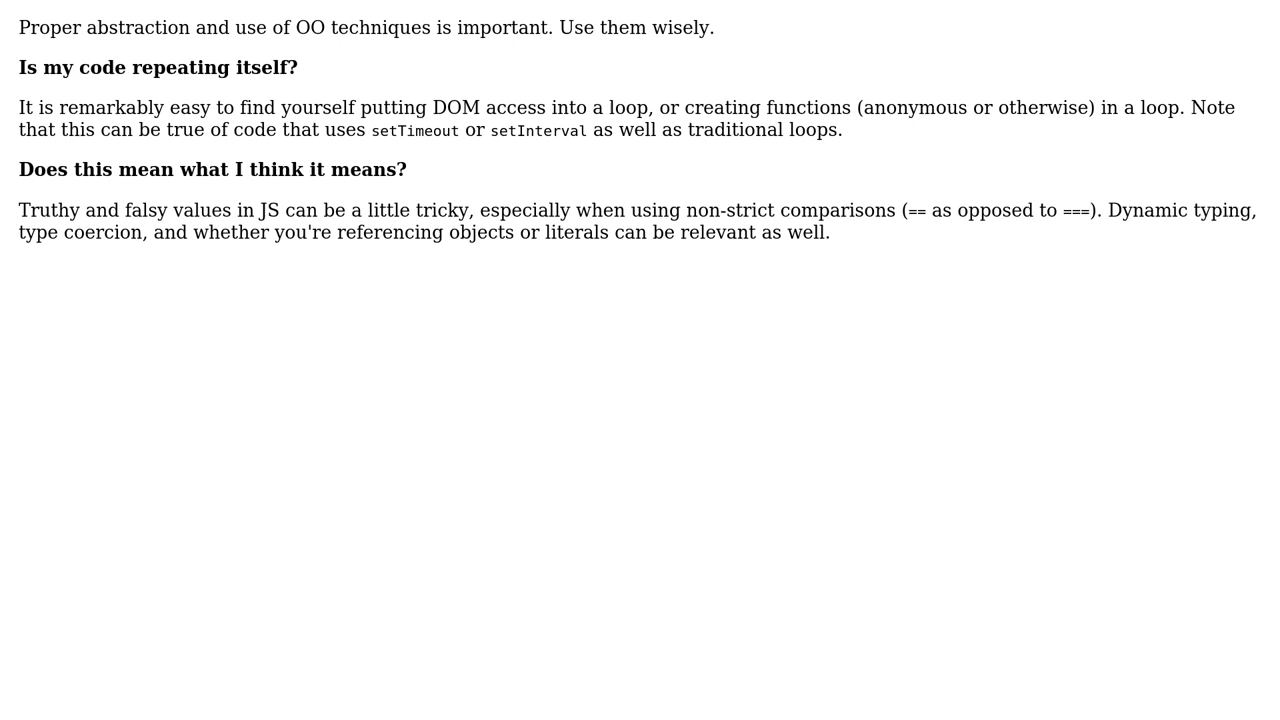 Proper abstraction and use of OO techniques is important. Use them wisely.
Is my code repeating itself?
It is remarkably easy to find yourself putting DOM access into a loop, or creating functions (anonymous or otherwise) in a loop. Note
that this can be true of code that uses setTimeout or setInterval as well as traditional loops.
Does this mean what I think it means?
Truthy and falsy values in JS can be a little tricky, especially when using non-strict comparisons (== as opposed to ===). Dynamic typing,
type coercion, and whether you're referencing objects or literals can be relevant as well.